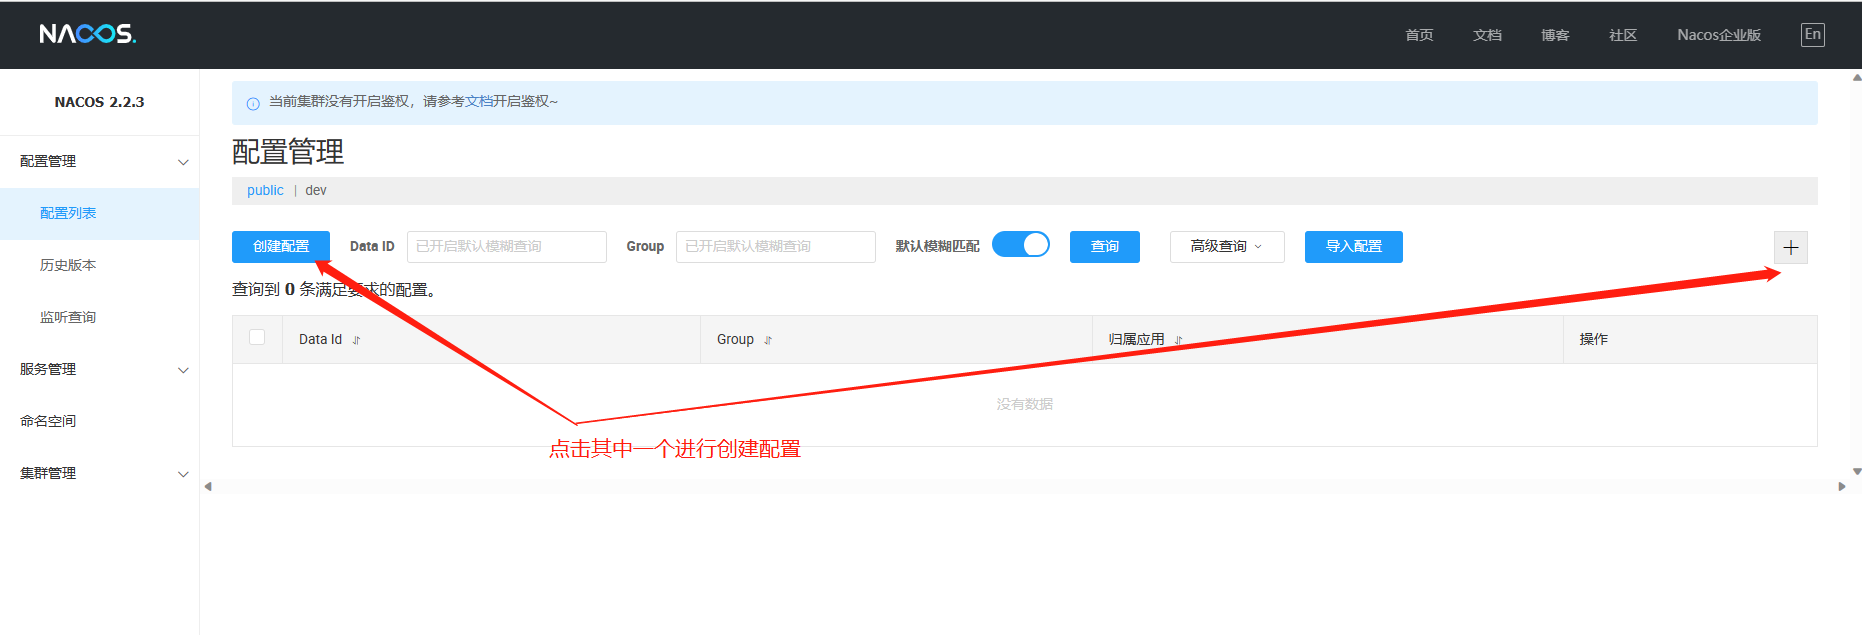 NACOS.
首页 文档 博客 社区 Nacos企业版 En
NACOS 2.2.3
配置管理
配置列表
历史版本
监听查询
服务管理
命名空间
集群管理
当前集群没有开启鉴权，请参考文档开启鉴权~
配置管理
public | dev
创建配置 Data ID 已开启默认模糊查询 Group 已开启默认模糊查询 默认模糊匹配 查询 高级查询 导入配置
查询到 0 条满足要求的配置。
Data Id Group 归属应用 操作
没有数据
点击其中一个进行创建配置